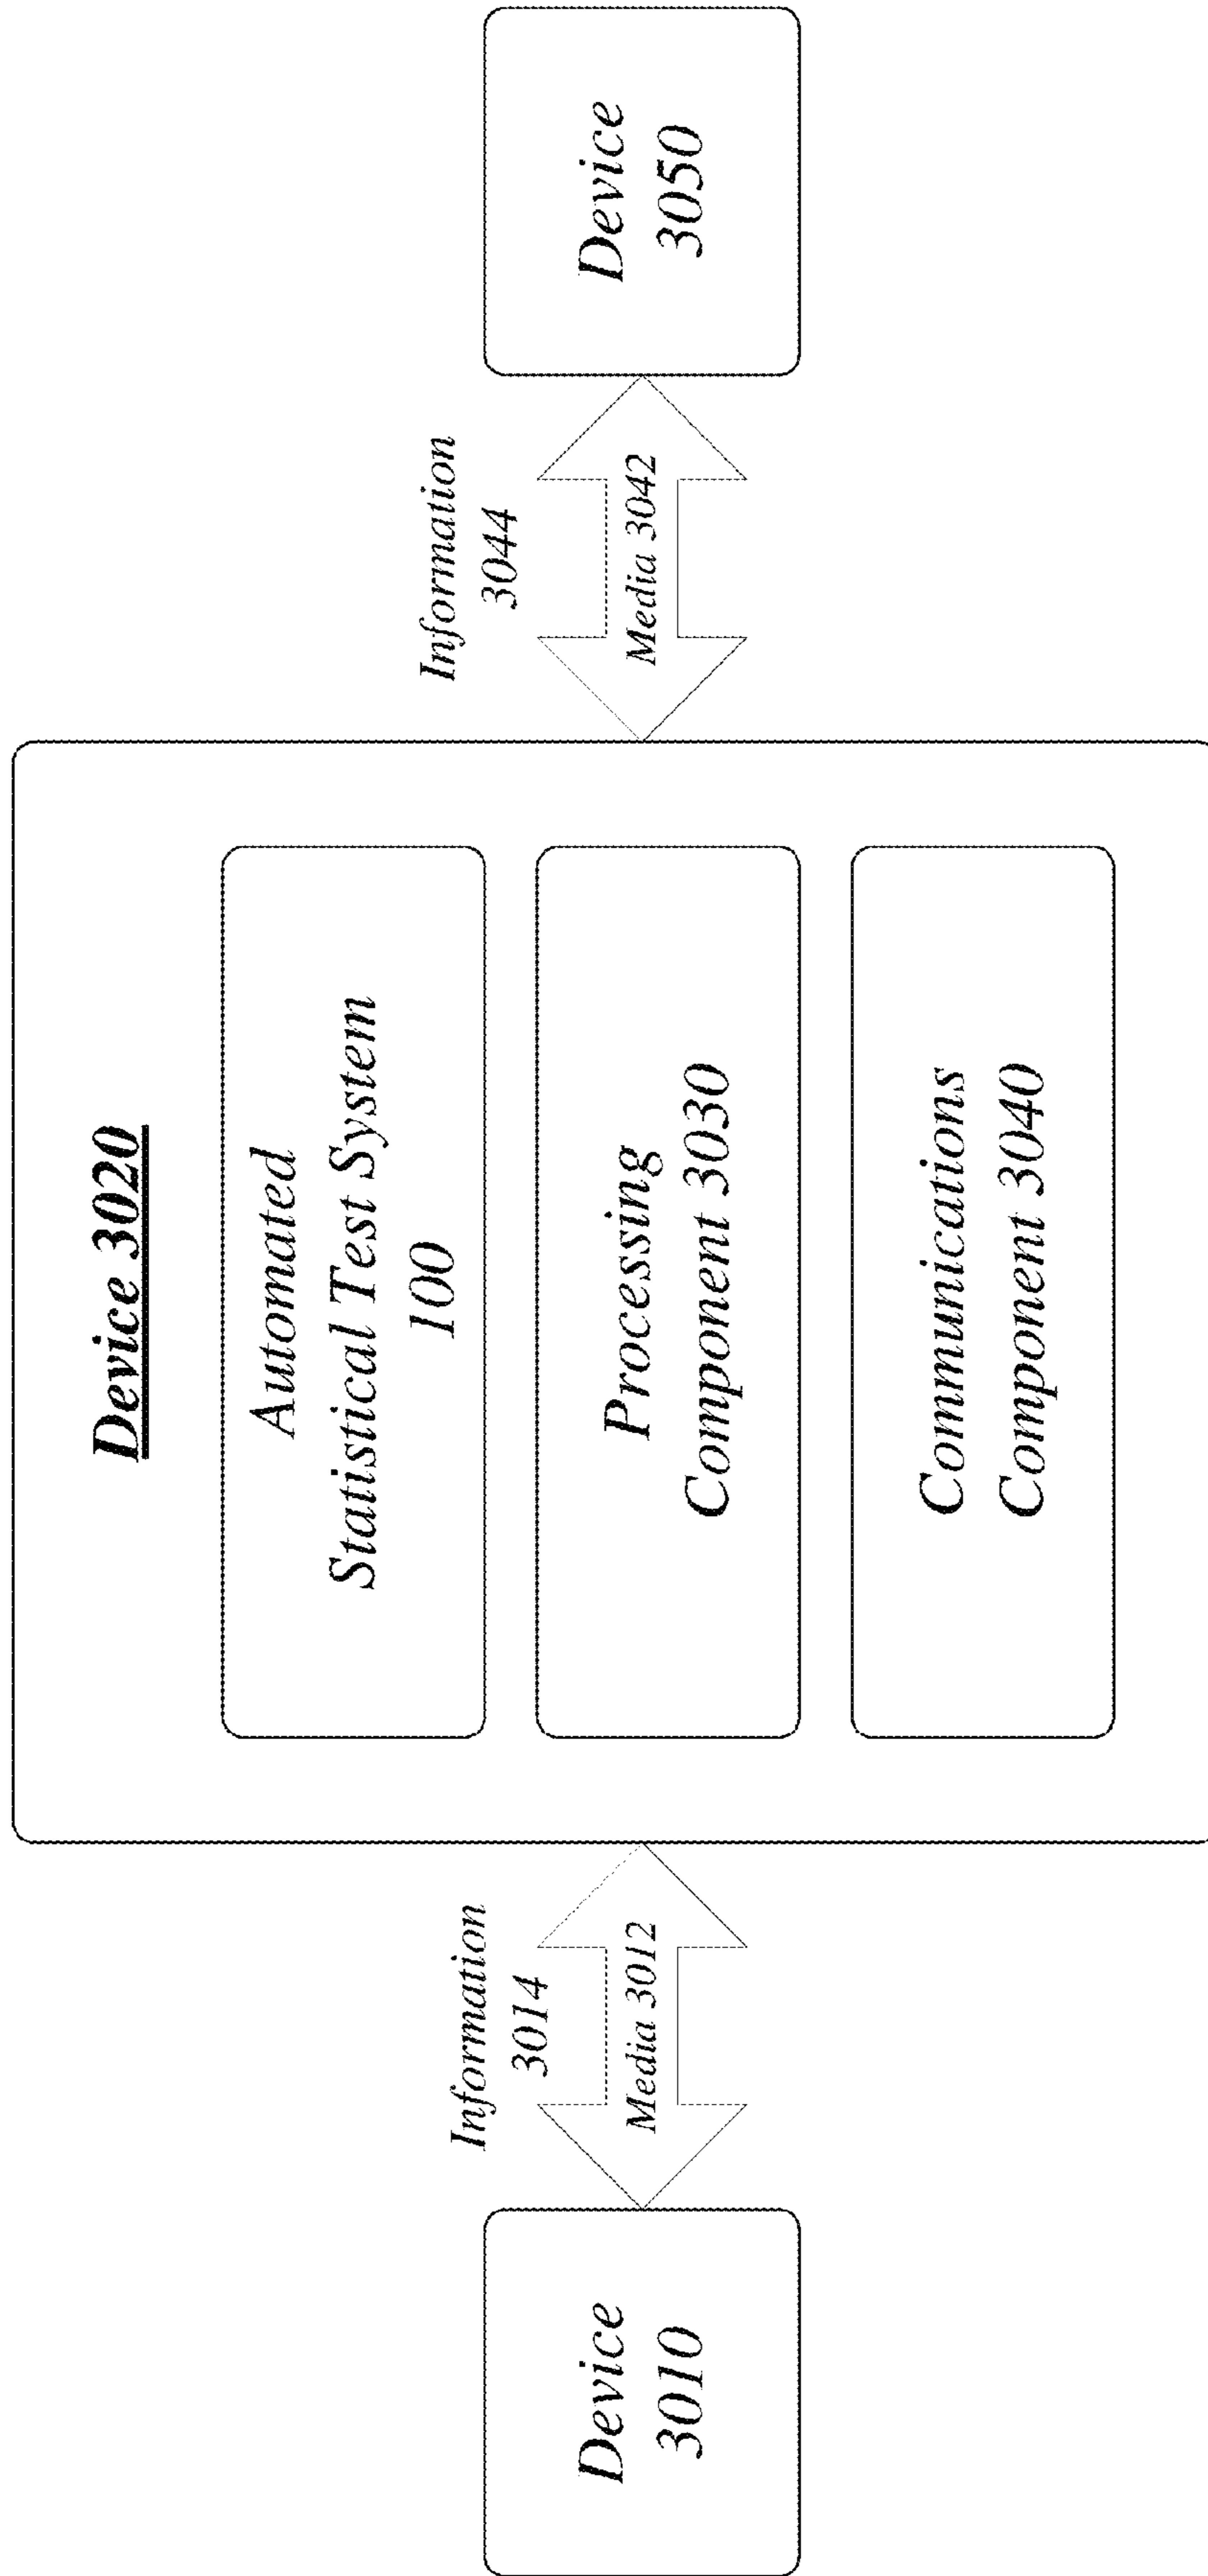 Device 3020
Automated
Statistical Test System
100
Processing
Component 3030
Communications
Component 3040
Device
3010
Information
3014
Media 3012
Information
3044
Media 3042
Device
3050